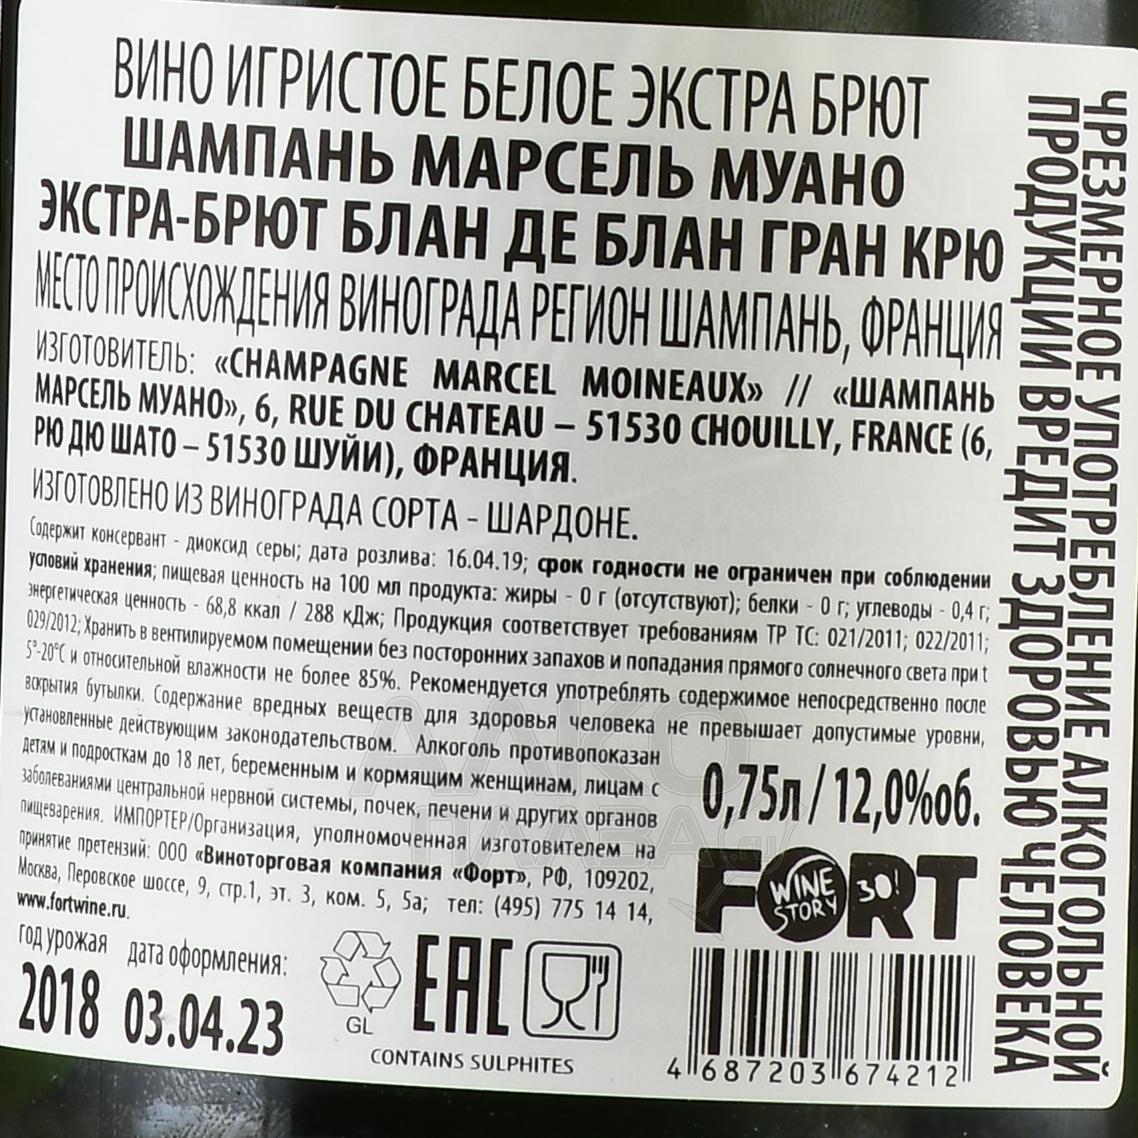 ВИНО ИГРИСТОЕ БЕЛОЕ ЭКСТРА БРЮТ
ШАМПАНЬ МАРСЕЛЬ МУАНО
ЭКСТРА-БРЮТ БЛАН ДЕ БЛАН ГРАН КРЮ
МЕСТО ПРОИСХОЖДЕНИЯ ВИНОГРАДА РЕГИОН ШАМПАНЬ, ФРАНЦИЯ
ИЗГОТОВИТЕЛЬ: «CHAMPAGNE MARCEL MOINEAUX» // «ШАМПАНЬ
МАРСЕЛЬ МУАНО», 6, RUE DU CHATEAU – 51530 CHOUILLY, FRANCE (6,
РЮ ДЮ ШАТО – 51530 ШУЙИ), ФРАНЦИЯ.
ИЗГОТОВЛЕНО ИЗ ВИНОГРАДА СОРТА - ШАРДОНЕ.
Содержит консервант - диоксид серы; дата розлива: 16.04.19; срок годности не ограничен при соблюдении
условий хранения; пищевая ценность на 100 мл продукта: жиры - 0 г (отсутствуют); белки - 0 г; углеводы - 0,4 г;
энергетическая ценность - 68,8 ккал / 288 кДж; Продукция соответствует требованиям ТР ТС: 021/2011; 022/2011;
029/2012; Хранить в вентилируемом помещении без посторонних запахов и попадания прямого солнечного света при t
5°-20°С и относительной влажности не более 85%. Рекомендуется употреблять содержимое непосредственно после
вскрытия бутылки. Содержание вредных веществ для здоровья человека не превышает допустимые уровни,
установленные действующим законодательством. Алкоголь противопоказан
детям и подросткам до 18 лет, беременным и кормящим женщинам, лицам с
заболеваниями центральной нервной системы, почек, печени и других органов
пищеварения. ИМПОРТЕР/Организация, уполномоченная изготовителем на
принятие претензий: ООО «Виноторговая компания «Форт», РФ, 109202,
Москва, Перовское шоссе, 9, стр.1, эт. 3, ком. 5, 5а; тел: (495) 775 14 14,
www.fortwine.ru.
год урожая дата оформления:
2018 03.04.23
GL
EAC
CONTAINS SULPHITES
0,75л / 12,0%об.
FORT
WINE STORY 30!
4 687203 674212
ЧРЕЗМЕРНОЕ УПОТРЕБЛЕНИЕ АЛКОГОЛЬНОЙ
ПРОДУКЦИИ ВРЕДИТ ЗДОРОВЬЮ ЧЕЛОВЕКА
АЛКО
ПЛАЗА.ru